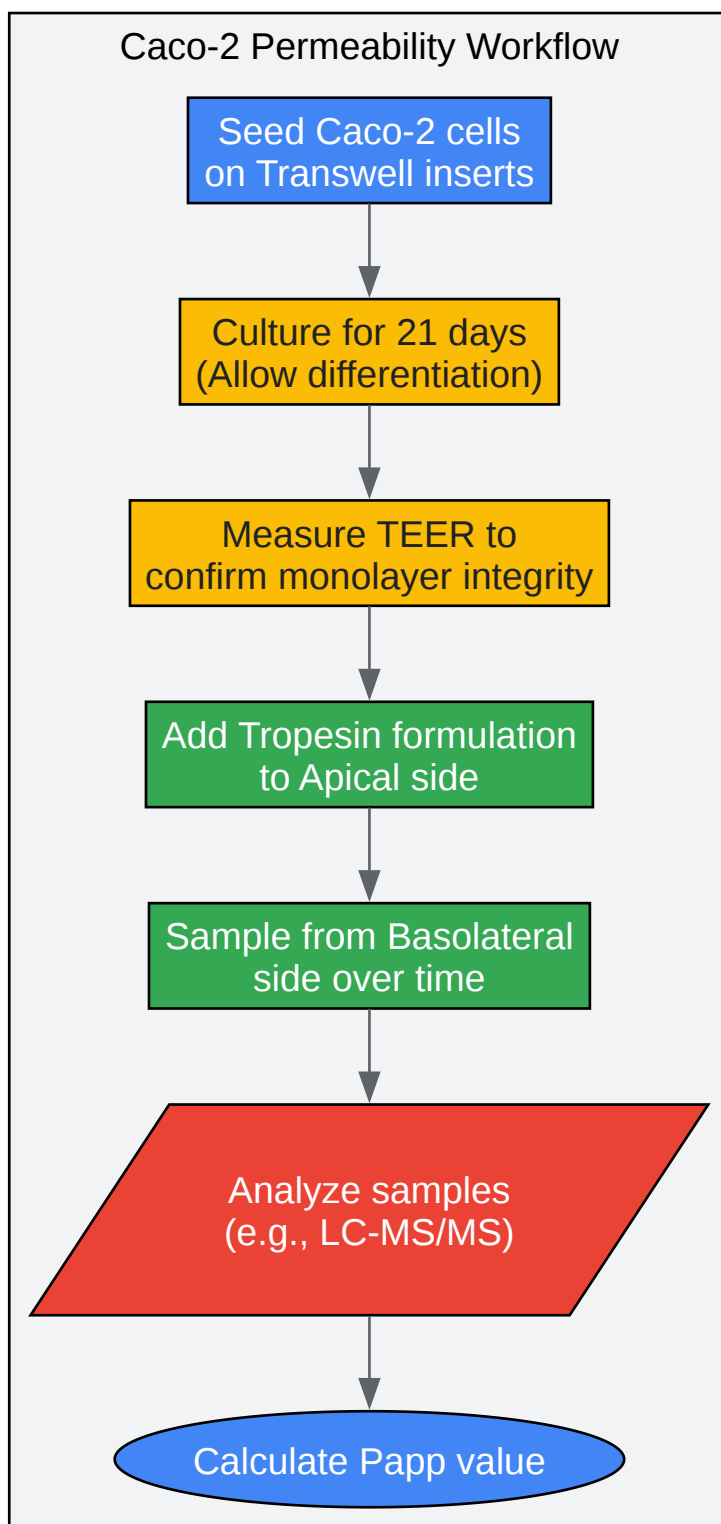 Caco-2 Permeability Workflow
Seed Caco-2 cells
on Transwell inserts
Culture for 21 days
(Allow differentiation)
Measure TEER to
confirm monolayer integrity
Add Tropesin formulation
to Apical side
Sample from Basolateral
side over time
Analyze samples
(e.g., LC-MS/MS)
Calculate Papp value